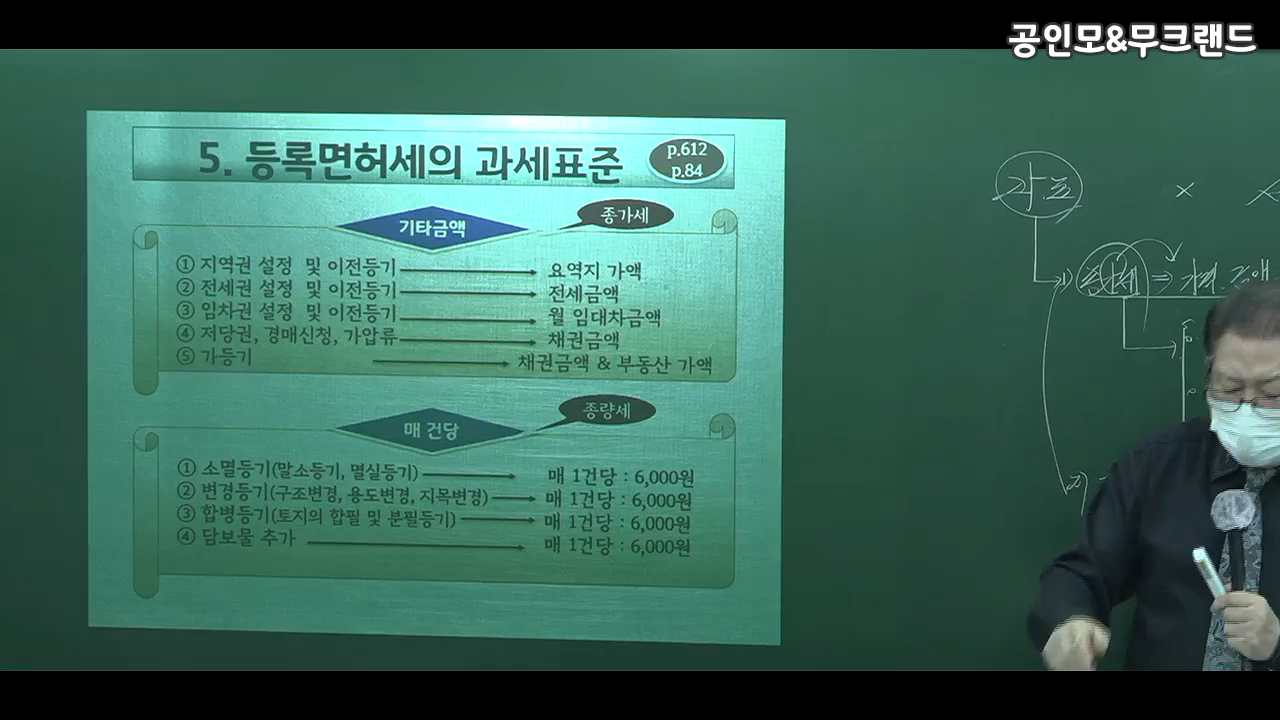 공인모&무크랜드
5. 등록면허세의 과세표준
p.612
p.84
기타금액
종가세
① 지역권 설정 및 이전등기 요역지 가액
② 전세권 설정 및 이전등기 전세금액
③ 임차권 설정 및 이전등기 월 임대차금액
④ 저당권, 경매신청, 가압류 채권금액
⑤ 가등기 채권금액 & 부동산 가액
매 건당
종량세
① 소멸등기(말소등기, 멸실등기) 매 1건당 : 6,000원
② 변경등기(구조변경, 용도변경, 지목변경) 매 1건당 : 6,000원
③ 합병등기(토지의 합필 및 분필등기) 매 1건당 : 6,000원
④ 담보물 추가 매 1건당 : 6,000원
과.표 ×
1) 종가세 ⇒ 가액.금액
2)